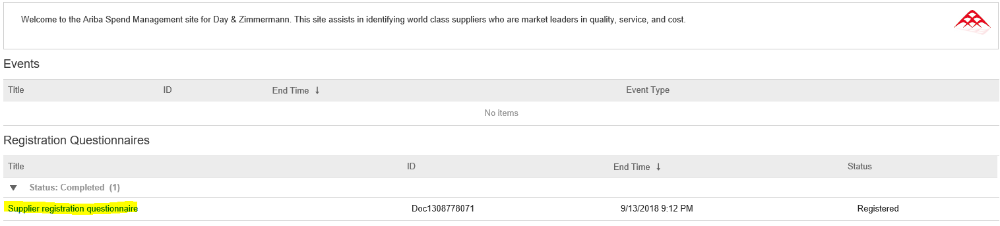 Welcome to the Ariba Spend Management site for Day & Zimmermann. This site assists in identifying world class suppliers who are market leaders in quality, service, and cost.
Events
Title ID End Time ↓ Event Type
No items
Registration Questionnaires
Title ID End Time ↓ Status
▼ Status: Completed (1)
Supplier registration questionnaire Doc1308778071 9/13/2018 9:12 PM Registered